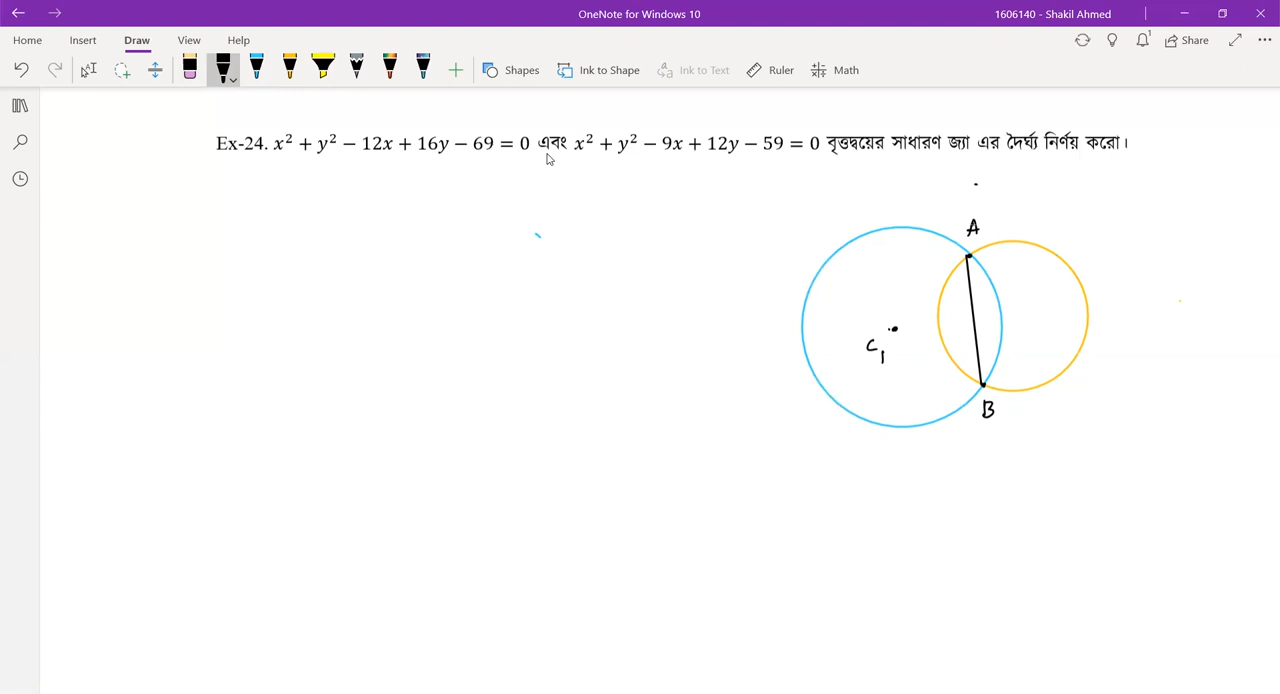 OneNote for Windows 10
1606140 - Shakil Ahmed
Home Insert Draw View Help
Share
Shapes Ink to Shape Ink to Text Ruler Math
Ex-24. x² + y² − 12x + 16y − 69 = 0 এবং x² + y² − 9x + 12y − 59 = 0 বৃত্তদ্বয়ের সাধারণ জ্যা এর দৈর্ঘ্য নির্ণয় করো।
A
C₁
B